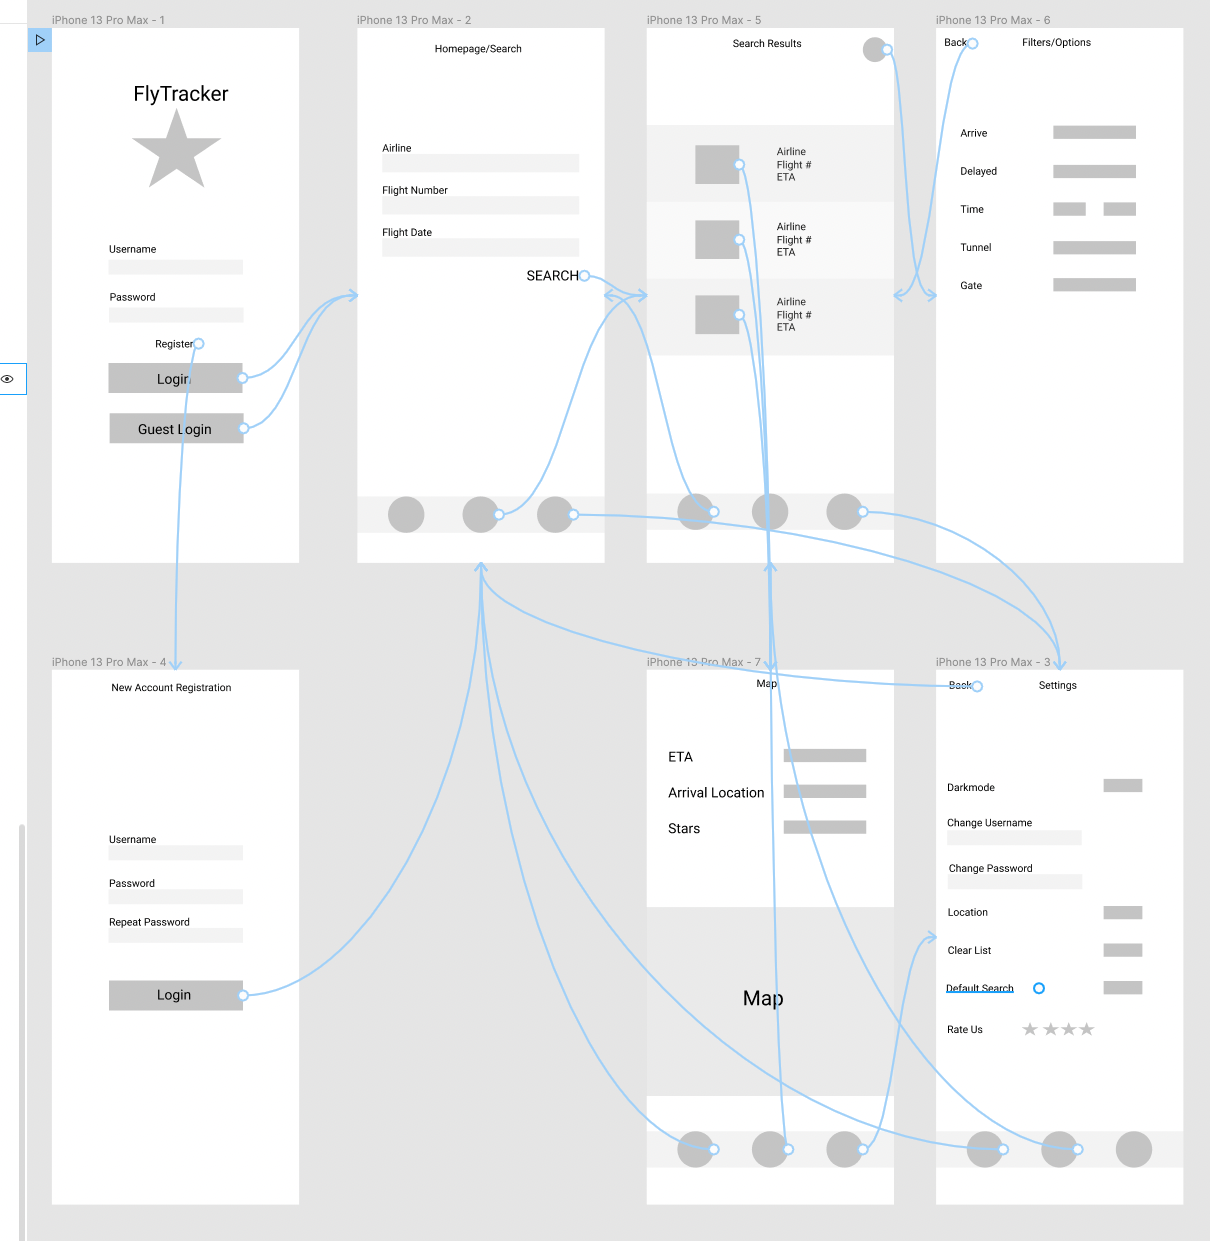 iPhone 13 Pro Max - 1
FlyTracker
Username
Password
Register
Login
Guest Login
iPhone 13 Pro Max - 2
Homepage/Search
Airline
Flight Number
Flight Date
SEARCH
iPhone 13 Pro Max - 5
Search Results
Airline
Flight #
ETA
Airline
Flight #
ETA
Airline
Flight #
ETA
iPhone 13 Pro Max - 6
Back
Filters/Options
Arrive
Delayed
Time
Tunnel
Gate
iPhone 13 Pro Max - 4
New Account Registration
Username
Password
Repeat Password
Login
iPhone 13 Pro Max - 7
Map
ETA
Arrival Location
Stars
Map
iPhone 13 Pro Max - 3
Back
Settings
Darkmode
Change Username
Change Password
Location
Clear List
Default Search
Rate Us